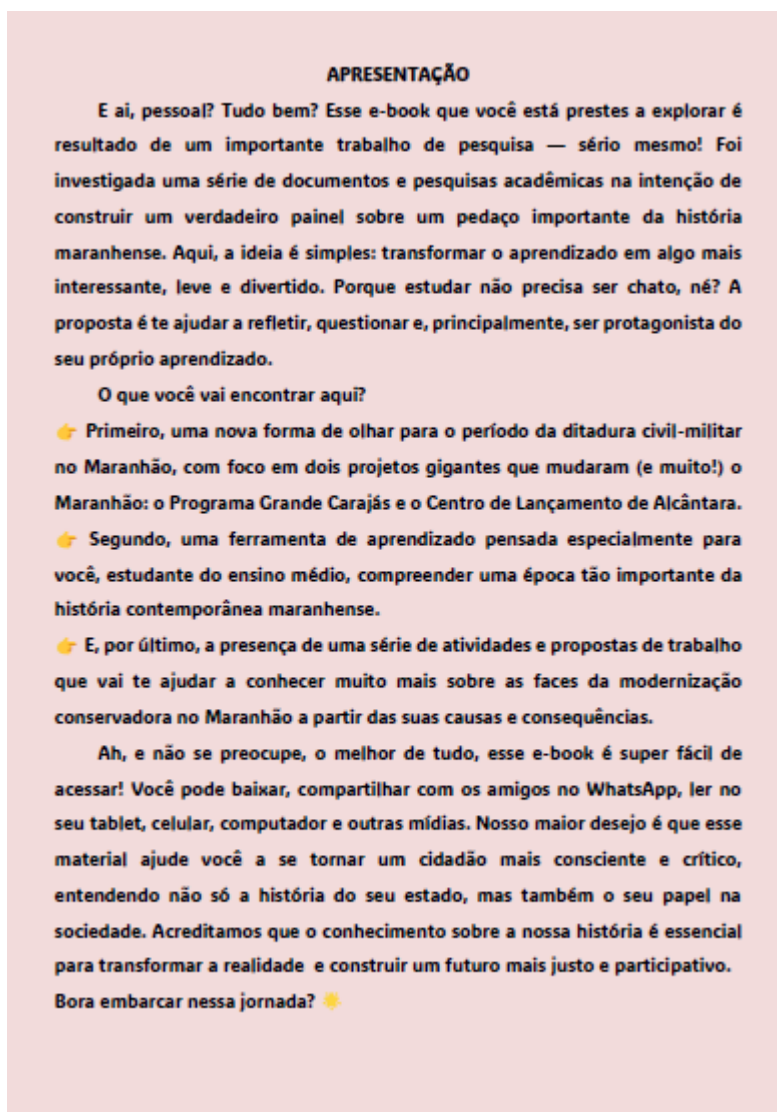 APRESENTAÇÃO
E ai, pessoal? Tudo bem? Esse e-book que você está prestes a explorar é
resultado de um importante trabalho de pesquisa — sério mesmo! Foi
investigada uma série de documentos e pesquisas acadêmicas na intenção de
construir um verdadeiro painel sobre um pedaço importante da história
maranhense. Aqui, a ideia é simples: transformar o aprendizado em algo mais
interessante, leve e divertido. Porque estudar não precisa ser chato, né? A
proposta é te ajudar a refletir, questionar e, principalmente, ser protagonista do
seu próprio aprendizado.
O que você vai encontrar aqui?
👉 Primeiro, uma nova forma de olhar para o período da ditadura civil-militar
no Maranhão, com foco em dois projetos gigantes que mudaram (e muito!) o
Maranhão: o Programa Grande Carajás e o Centro de Lançamento de Alcântara.
👉 Segundo, uma ferramenta de aprendizado pensada especialmente para
você, estudante do ensino médio, compreender uma época tão importante da
história contemporânea maranhense.
👉 E, por último, a presença de uma série de atividades e propostas de trabalho
que vai te ajudar a conhecer muito mais sobre as faces da modernização
conservadora no Maranhão a partir das suas causas e consequências.
Ah, e não se preocupe, o melhor de tudo, esse e-book é super fácil de
acessar! Você pode baixar, compartilhar com os amigos no WhatsApp, ler no
seu tablet, celular, computador e outras mídias. Nosso maior desejo é que esse
material ajude você a se tornar um cidadão mais consciente e crítico,
entendendo não só a história do seu estado, mas também o seu papel na
sociedade. Acreditamos que o conhecimento sobre a nossa história é essencial
para transformar a realidade e construir um futuro mais justo e participativo.
Bora embarcar nessa jornada? 🌟